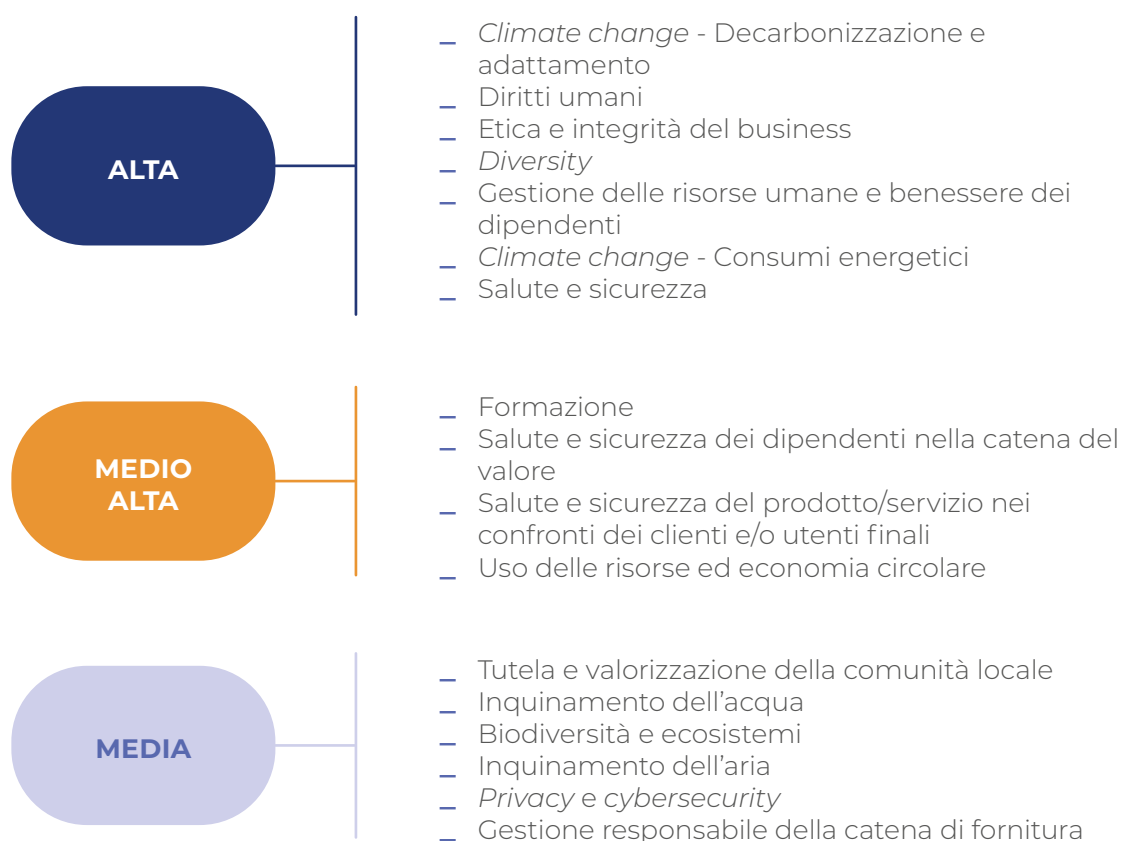 ALTA
_ Climate change - Decarbonizzazione e
adattamento
_ Diritti umani
_ Etica e integrità del business
_ Diversity
_ Gestione delle risorse umane e benessere dei
dipendenti
_ Climate change - Consumi energetici
_ Salute e sicurezza
MEDIO
ALTA
_ Formazione
_ Salute e sicurezza dei dipendenti nella catena del
valore
_ Salute e sicurezza del prodotto/servizio nei
confronti dei clienti e/o utenti finali
_ Uso delle risorse ed economia circolare
MEDIA
_ Tutela e valorizzazione della comunità locale
_ Inquinamento dell’acqua
_ Biodiversità e ecosistemi
_ Inquinamento dell’aria
_ Privacy e cybersecurity
_ Gestione responsabile della catena di fornitura